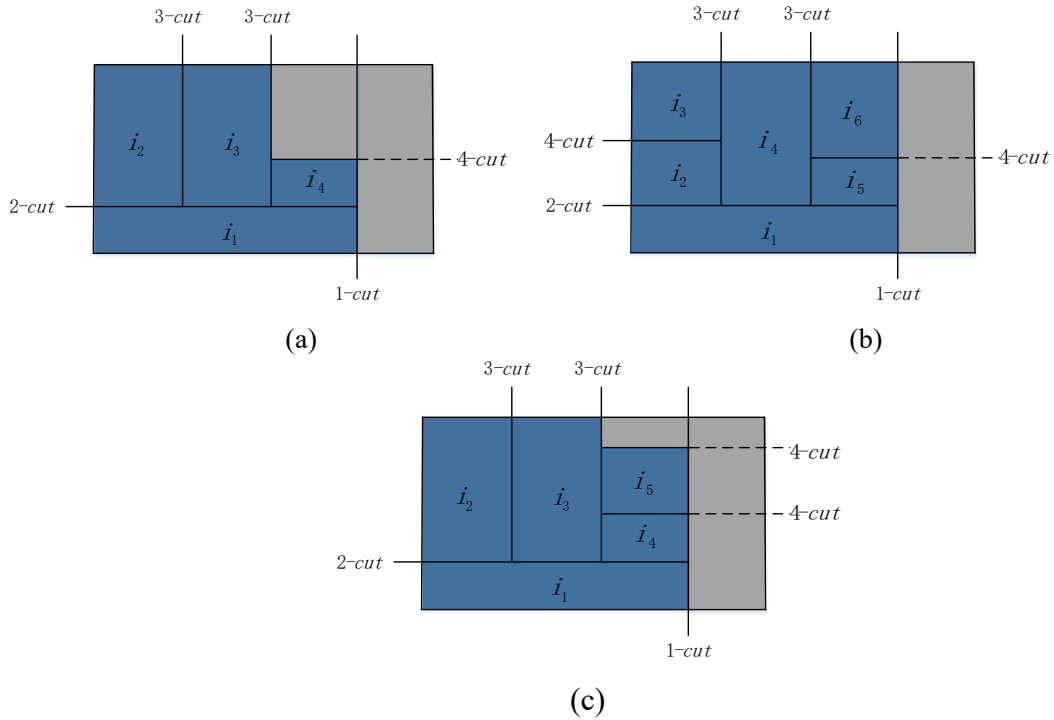 3-cut 3-cut
i₂ i₃ i₄ 4-cut
2-cut i₁
1-cut
(a)
3-cut 3-cut
i₃ i₄ i₆
4-cut 4-cut
i₂ i₅
2-cut i₁
1-cut
(b)
3-cut 3-cut
4-cut
i₂ i₃ i₅
4-cut
i₄
2-cut i₁
1-cut
(c)